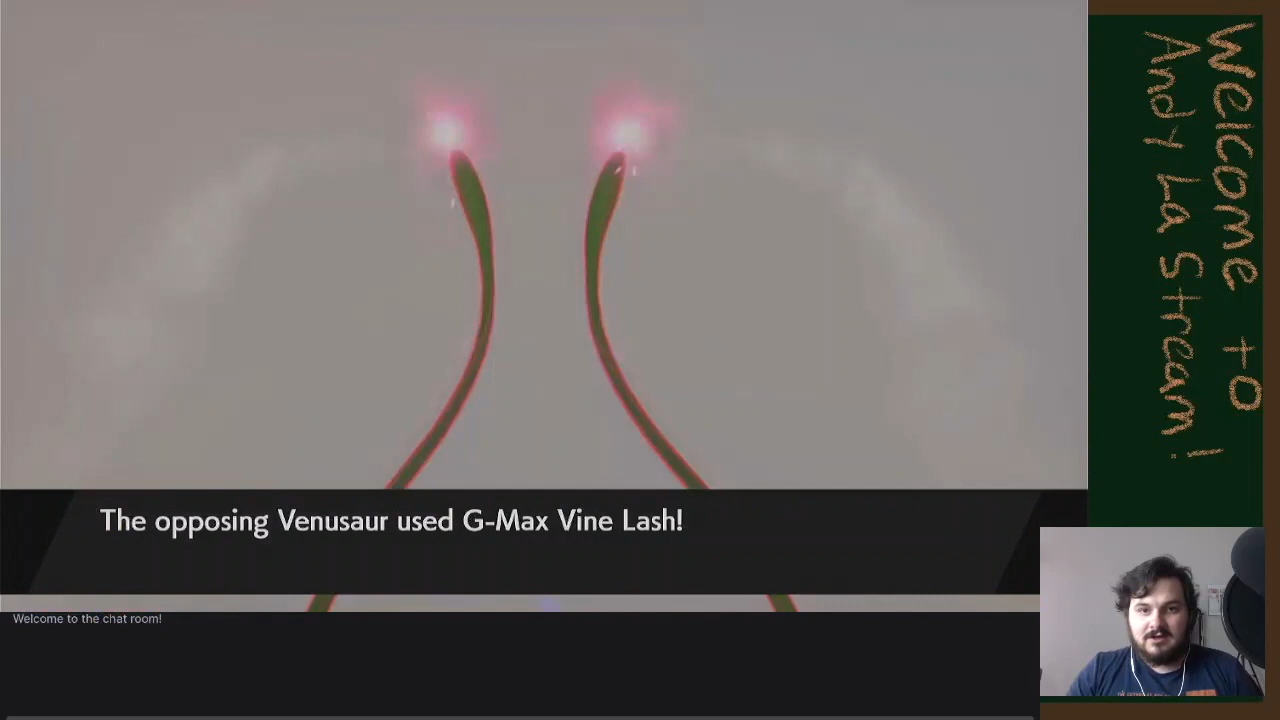 The opposing Venusaur used G-Max Vine Lash!
Welcome to the chat room!
Welcome to
Andy La Stream!